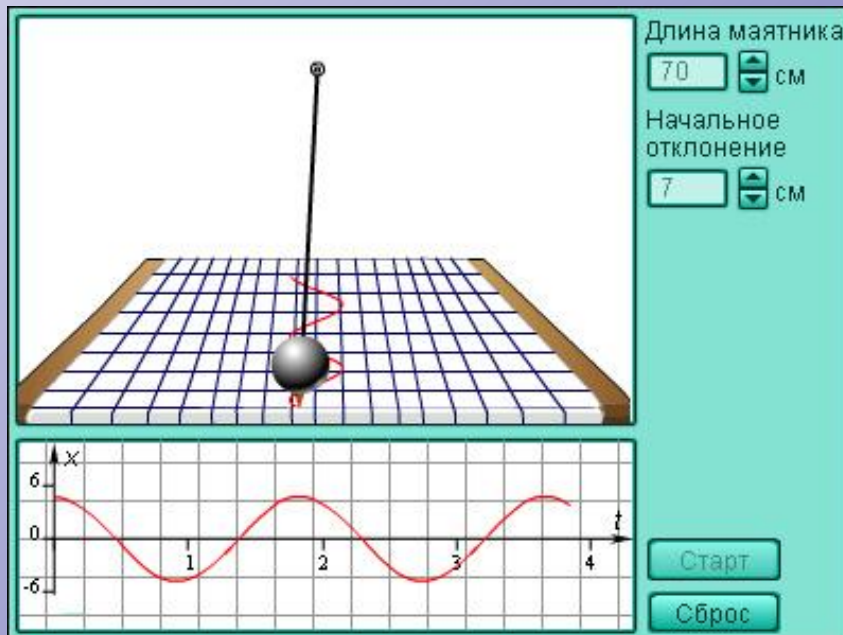 Длина маятника
70 см
Начальное
отклонение
7 см
x
6
0
-6
1 2 3 4
t
Старт
Сброс